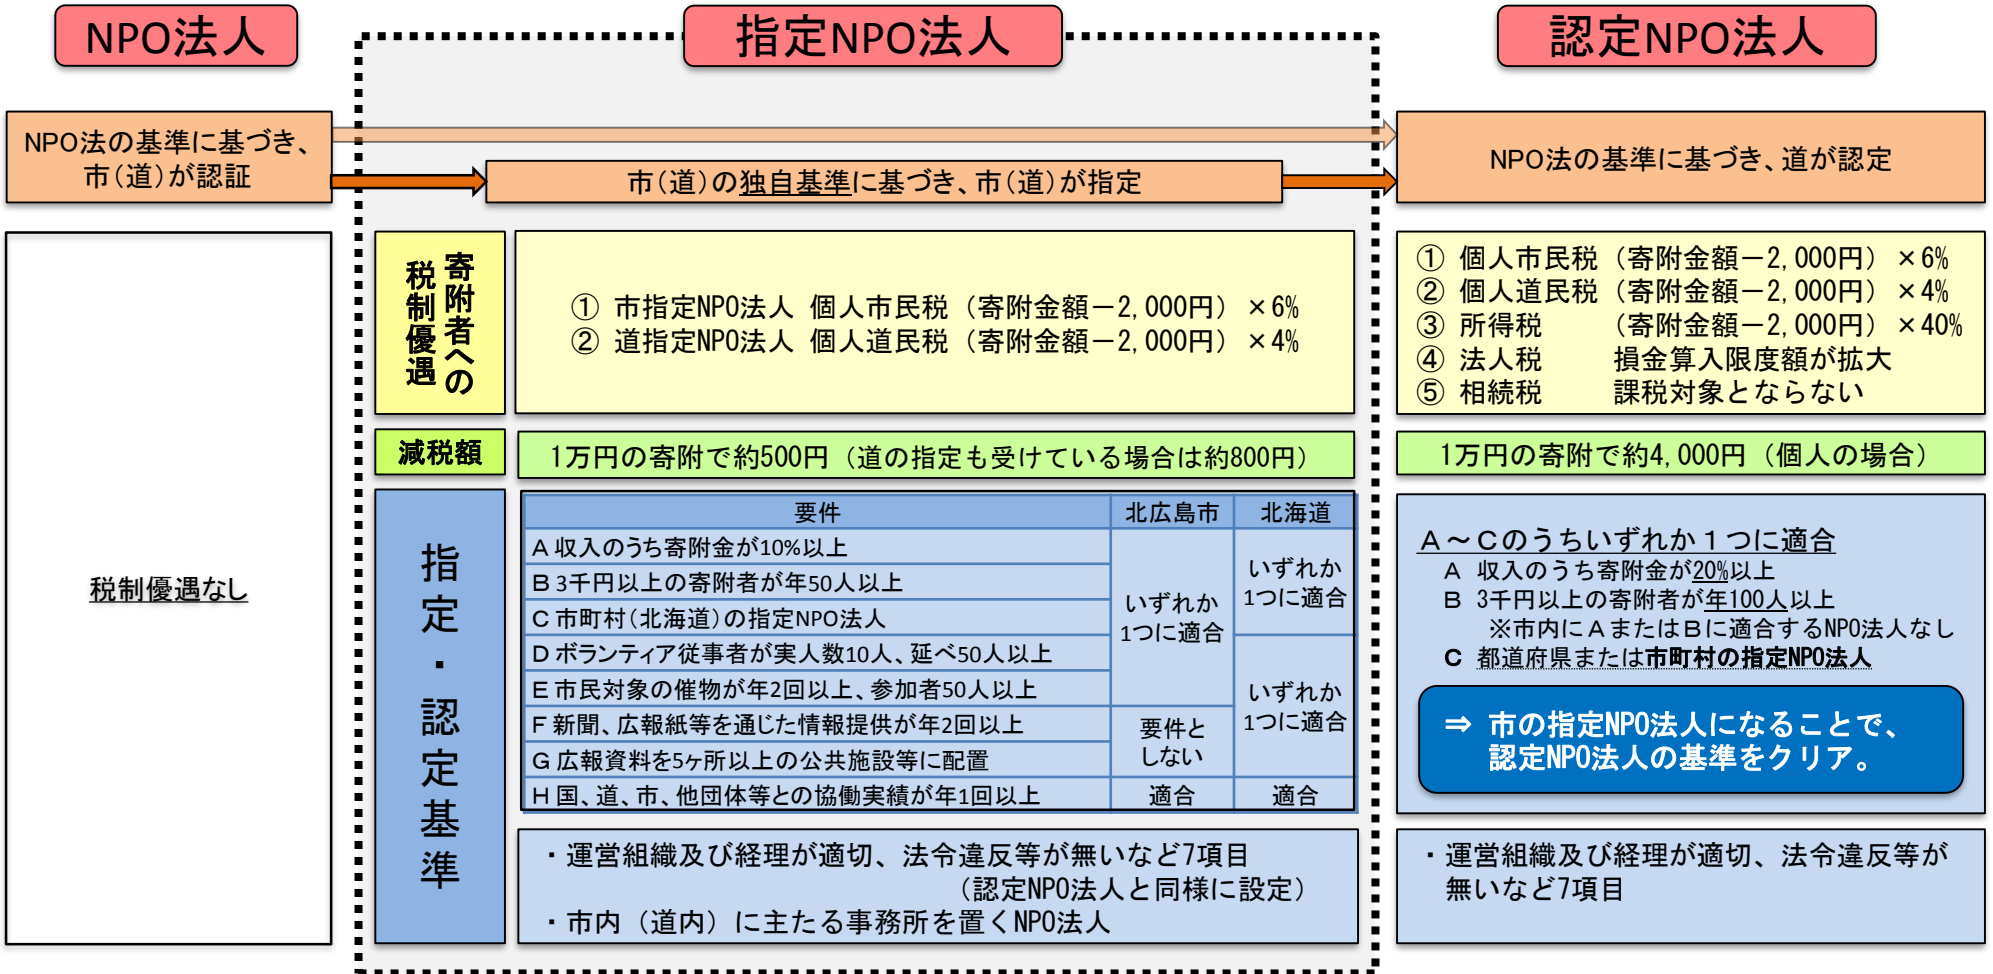 NPO法人
指定NPO法人
認定NPO法人
NPO法の基準に基づき、
市(道)が認証
市(道)の独自基準に基づき、市(道)が指定
NPO法の基準に基づき、道が認定
税制優遇なし
寄附者への
税制優遇
① 市指定NPO法人 個人市民税（寄附金額－2,000円）×6%
② 道指定NPO法人 個人道民税（寄附金額－2,000円）×4%
① 個人市民税（寄附金額－2,000円）×6%
② 個人道民税（寄附金額－2,000円）×4%
③ 所得税　　（寄附金額－2,000円）×40%
④ 法人税　　損金算入限度額が拡大
⑤ 相続税　　課税対象とならない
減税額
1万円の寄附で約500円（道の指定も受けている場合は約800円）
1万円の寄附で約4,000円（個人の場合）
指定・認定基準
要件 北広島市 北海道
A 収入のうち寄附金が10%以上
B 3千円以上の寄附者が年50人以上
C 市町村(北海道)の指定NPO法人
D ボランティア従事者が実人数10人、延べ50人以上
E 市民対象の催物が年2回以上、参加者50人以上
F 新聞、広報紙等を通じた情報提供が年2回以上
G 広報資料を5ヶ所以上の公共施設等に配置
H 国、道、市、他団体等との協働実績が年1回以上 適合 適合
いずれか
1つに適合
要件と
しない
いずれか
1つに適合
いずれか
1つに適合
・運営組織及び経理が適切、法令違反等が無いなど7項目
（認定NPO法人と同様に設定）
・市内（道内）に主たる事務所を置くNPO法人
Ａ～Ｃのうちいずれか１つに適合
Ａ 収入のうち寄附金が20%以上
Ｂ 3千円以上の寄附者が年100人以上
※市内にＡまたはＢに適合するNPO法人なし
Ｃ 都道府県または市町村の指定NPO法人
⇒ 市の指定NPO法人になることで、
認定NPO法人の基準をクリア。
・運営組織及び経理が適切、法令違反等が
無いなど7項目